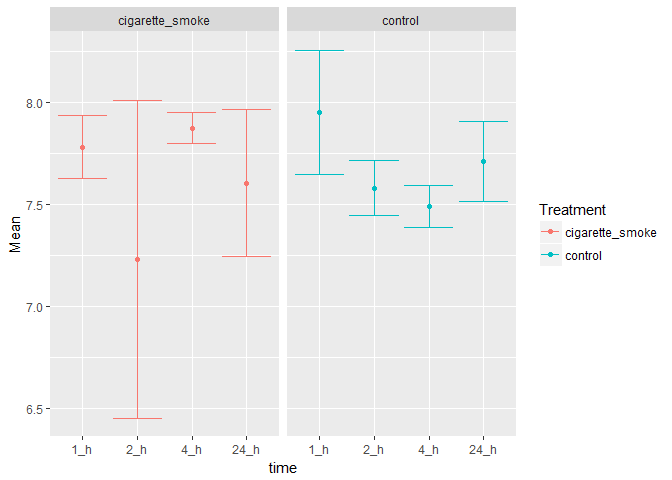 cigarette_smoke control
8.0
7.5
7.0
6.5
Mean
1_h 2_h 4_h 24_h 1_h 2_h 4_h 24_h
time
Treatment
cigarette_smoke
control